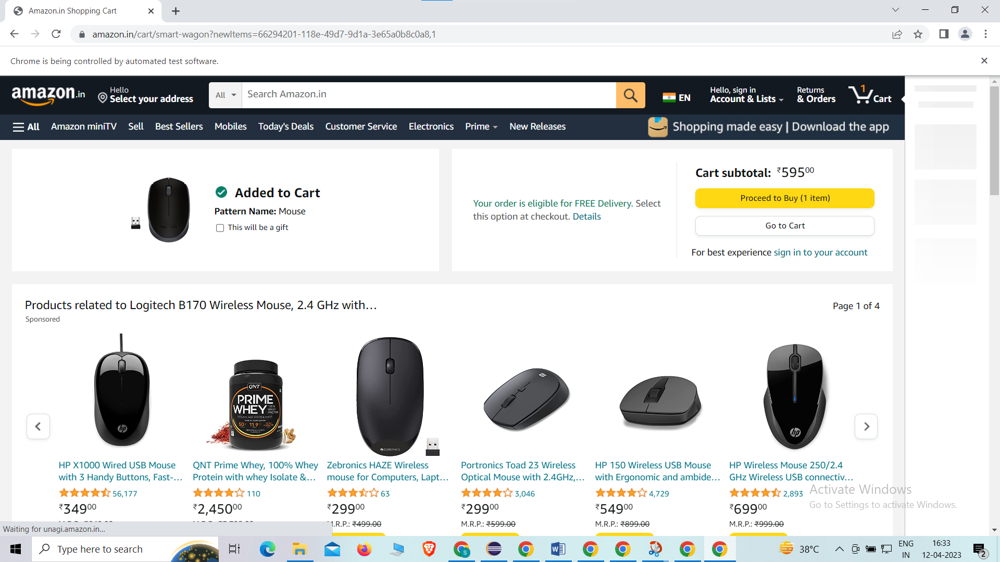 Amazon.in Shopping Cart
amazon.in/cart/smart-wagon?newItems=66294201-118e-49d7-9d1a-3e65a0b8c0a8,1
Chrome is being controlled by automated test software.
amazon.in
Hello
Select your address
All
Search Amazon.in
EN
Hello, sign in
Account & Lists
Returns
& Orders
1
Cart
All Amazon miniTV Sell Best Sellers Mobiles Today's Deals Customer Service Electronics Prime New Releases
Shopping made easy | Download the app
Added to Cart
Pattern Name: Mouse
This will be a gift
Your order is eligible for FREE Delivery. Select
this option at checkout. Details
Cart subtotal: ₹59500
Proceed to Buy (1 item)
Go to Cart
For best experience sign in to your account
Products related to Logitech B170 Wireless Mouse, 2.4 GHz with…
Page 1 of 4
Sponsored
QNT
PRIME
WHEY
ZEBRONICS
hp
hp
HP X1000 Wired USB Mouse
with 3 Handy Buttons, Fast-…
56,177
₹34900
QNT Prime Whey, 100% Whey
Protein with whey Isolate &…
110
₹2,45000
Zebronics HAZE Wireless
mouse for Computers, Lapt…
63
₹29900
M.R.P.: ₹499.00
Portronics Toad 23 Wireless
Optical Mouse with 2.4GHz,…
3,046
₹29900
M.R.P.: ₹599.00
HP 150 Wireless USB Mouse
with Ergonomic and ambide…
4,729
₹54900
M.R.P.: ₹899.00
HP Wireless Mouse 250/2.4
GHz Wireless USB connectiv…
2,893
₹69900
M.R.P.: ₹999.00
Activate Windows
Go to Settings to activate Windows.
Waiting for unagi.amazon.in...
Type here to search
38°C
ENG
IN
16:33
12-04-2023
2